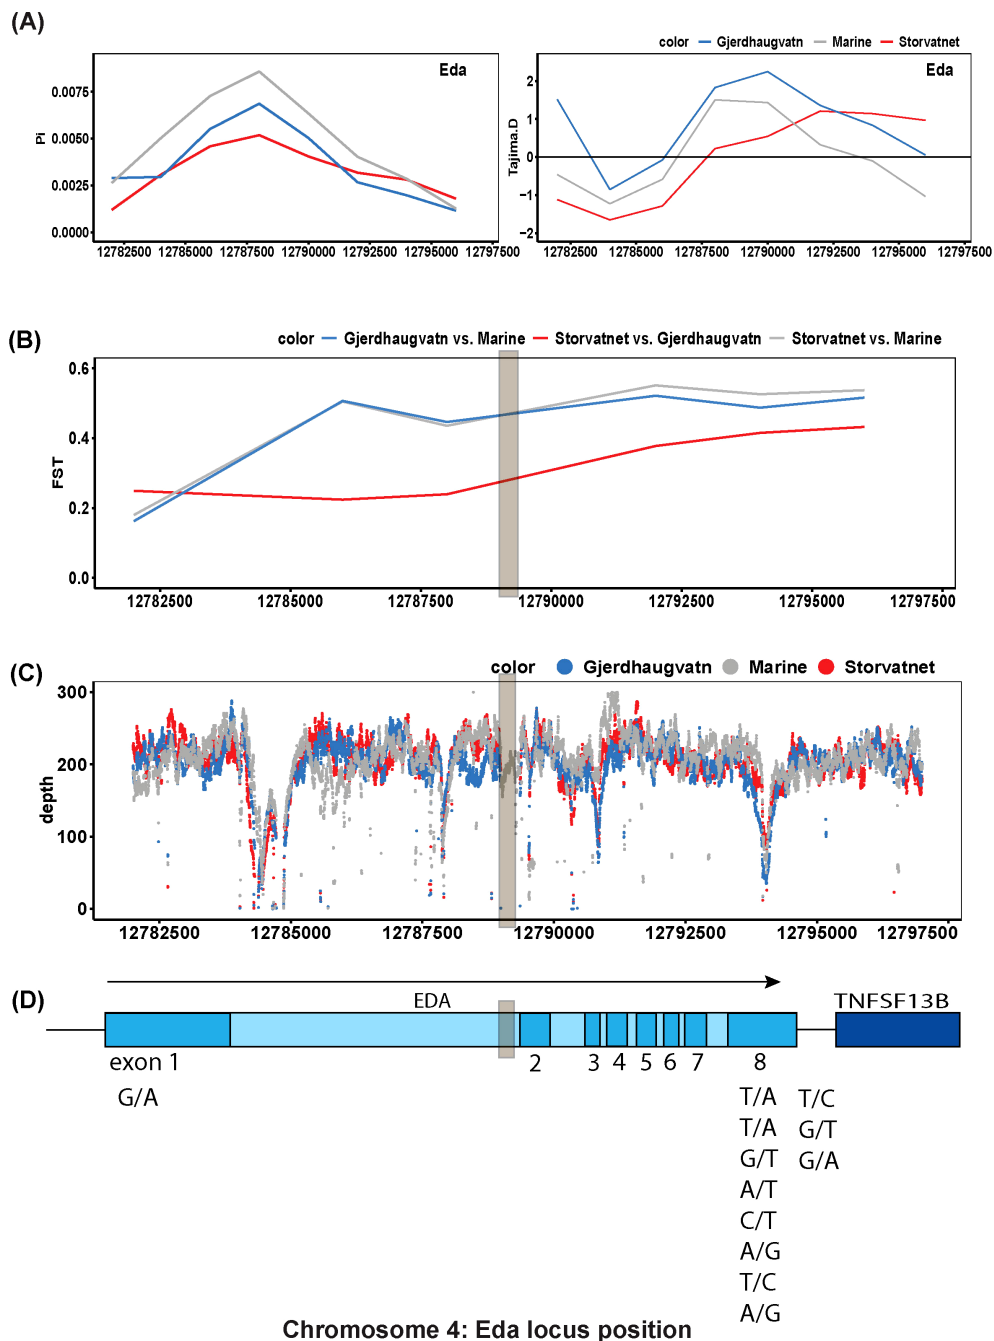 (A)
color Gjerdhaugvatn Marine Storvatnet
Eda
Pi
0.0075
0.0050
0.0025
0.0000
12782500 12785000 12787500 12790000 12792500 12795000 12797500
Eda
Tajima.D
2
1
0
−1
−2
12782500 12785000 12787500 12790000 12792500 12795000 12797500
(B)
color Gjerdhaugvatn vs. Marine Storvatnet vs. Gjerdhaugvatn Storvatnet vs. Marine
FST
0.6
0.4
0.2
0.0
12782500 12785000 12787500 12790000 12792500 12795000 12797500
(C)
color Gjerdhaugvatn Marine Storvatnet
depth
300
200
100
0
12782500 12785000 12787500 12790000 12792500 12795000 12797500
(D)
EDA TNFSF13B
exon 1 2 3 4 5 6 7 8
G/A T/A T/C
T/A G/T
G/T G/A
A/T
C/T
A/G
T/C
A/G
Chromosome 4: Eda locus position